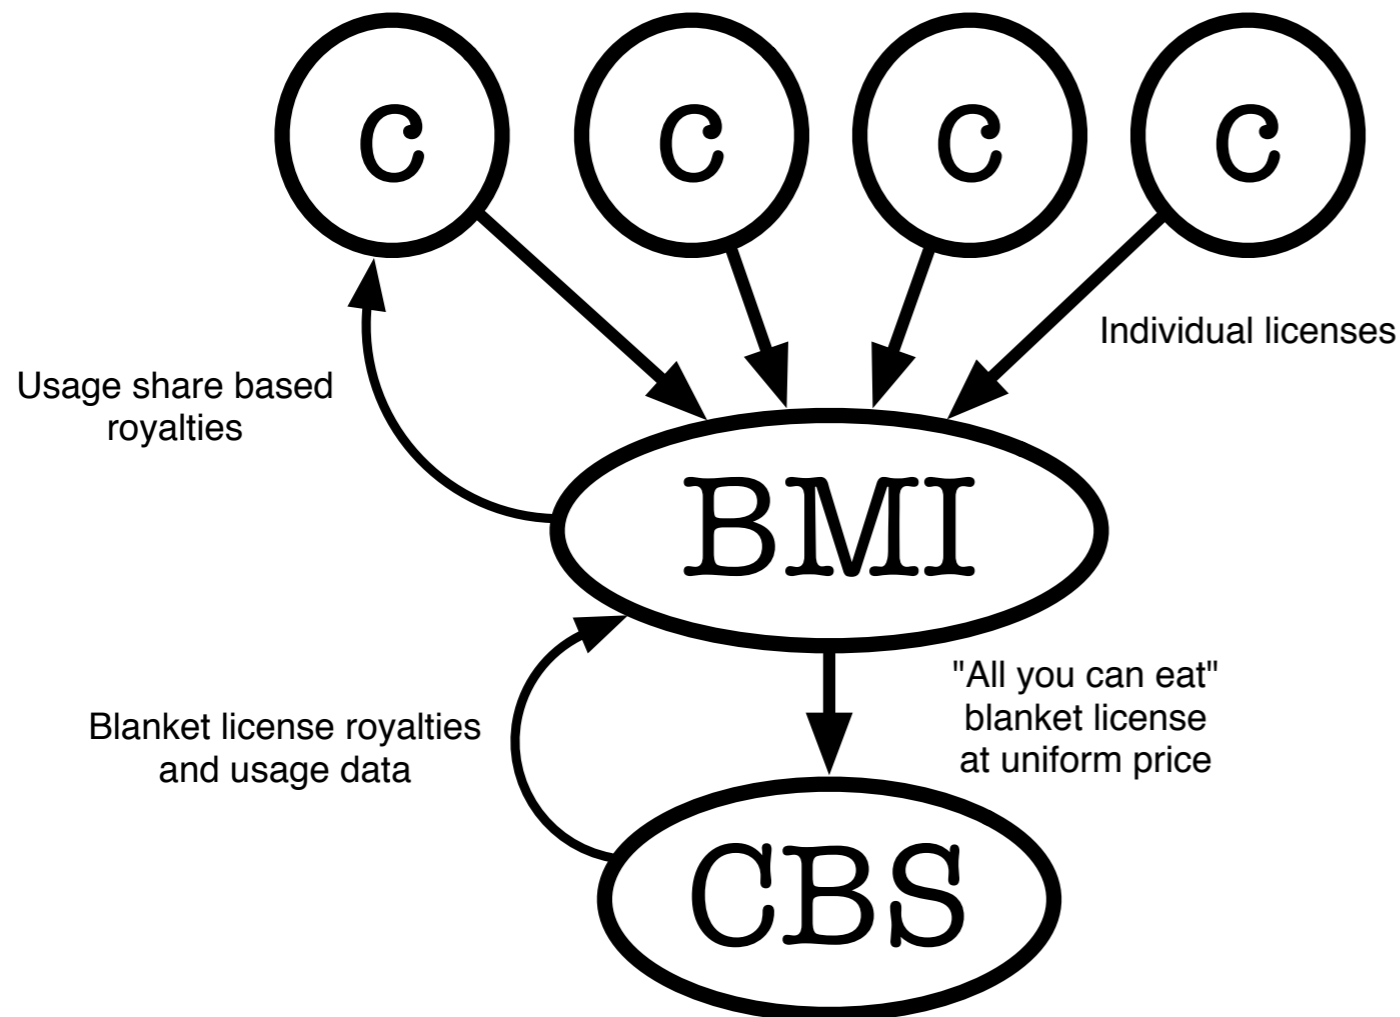 C C C C
Individual licenses
Usage share based
royalties
BMI
"All you can eat"
blanket license
at uniform price
Blanket license royalties
and usage data
CBS